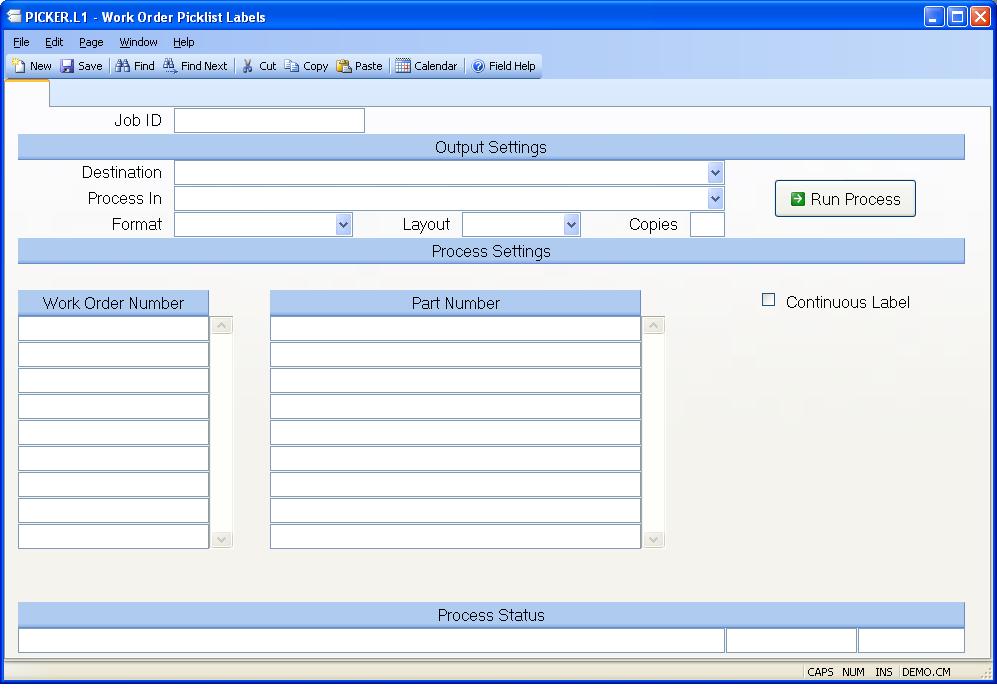 PICKER.L1 - Work Order Picklist Labels
File Edit Page Window Help
New Save Find Find Next Cut Copy Paste Calendar Field Help
Job ID
Output Settings
Destination
Process In
Run Process
Format Layout Copies
Process Settings
Work Order Number Part Number Continuous Label
Process Status
CAPS NUM INS DEMO.CM